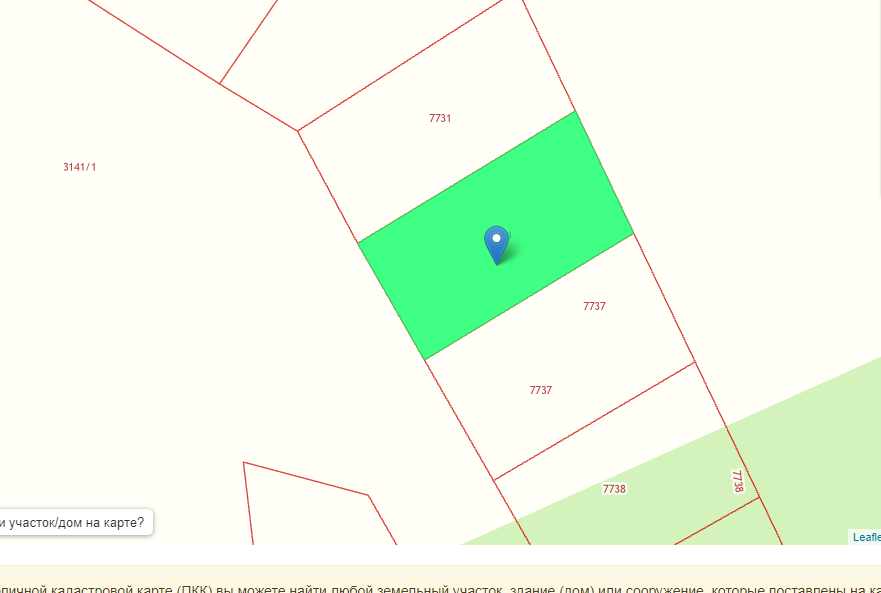 7731
3141/1
7737
7737
7738
7738
и участок/дом на карте?
Leafle
личной кадастровой карте (ПКК) вы можете найти любой земельный участок, здание (дом) или сооружение, которые поставлены на ка